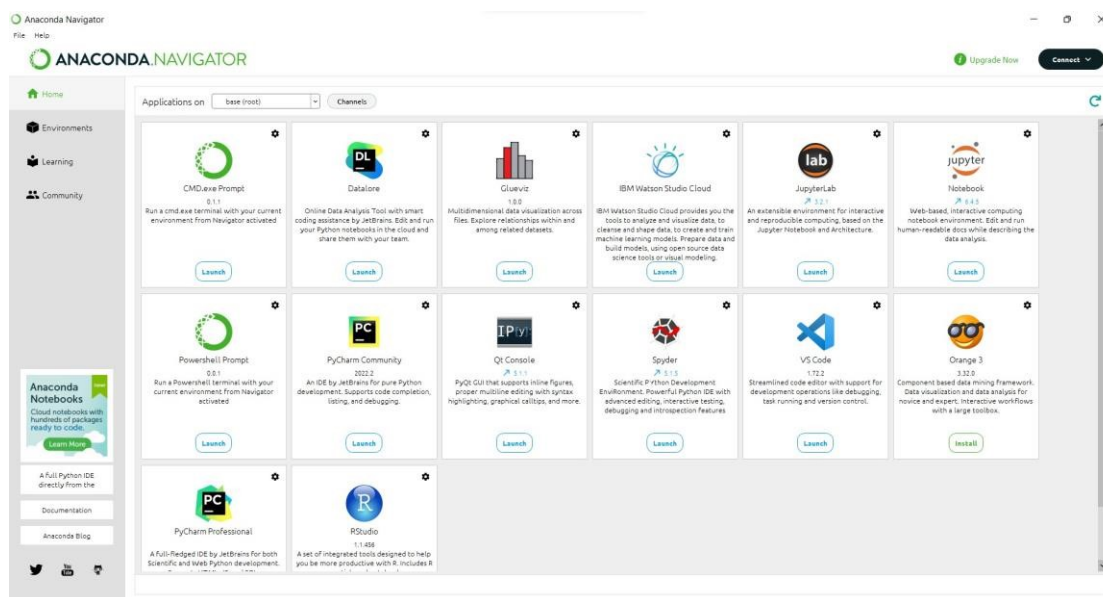 Anaconda Navigator
File Help
ANACONDA.NAVIGATOR
Upgrade Now
Connect
Home
Environments
Learning
Community
Applications on base (root) Channels
CMD.exe Prompt
0.1.1
Run a cmd.exe terminal with your current
environment from Navigator activated
Launch
DL
Datalore
Online Data Analysis Tool with smart
coding assistance by JetBrains. Edit and run
your Python notebooks in the cloud and
share them with your team.
Launch
Glueviz
1.0.0
Multidimensional data visualization across
files. Explore relationships within and
among related datasets.
Launch
IBM Watson Studio Cloud
IBM Watson Studio Cloud provides you the
tools to analyze and visualize data, to
cleanse and shape data, to create and train
machine learning models. Prepare data and
build models, using open source data
science tools or visual modeling.
Launch
lab
JupyterLab
3.2.1
An extensible environment for interactive
and reproducible computing, based on the
Jupyter Notebook and Architecture.
Launch
jupyter
Notebook
6.4.5
Web-based, interactive computing
notebook environment. Edit and run
human-readable docs while describing the
data analysis.
Launch
Powershell Prompt
0.0.1
Run a Powershell terminal with your
current environment from Navigator
activated
Launch
PC
PyCharm Community
2022.2
An IDE by JetBrains for pure Python
development. Supports code completion,
listing, and debugging.
Launch
IP[y]:
Qt Console
5.1.1
PyQt GUI that supports inline figures,
proper multiline editing with syntax
highlighting, graphical calltips, and more.
Launch
Spyder
5.1.5
Scientific PYthon Development
EnviRonment. Powerful Python IDE with
advanced editing, interactive testing,
debugging and introspection features
Launch
VS Code
1.72.2
Streamlined code editor with support for
development operations like debugging,
task running and version control.
Launch
Orange 3
3.32.0
Component based data mining framework.
Data visualization and data analysis for
novice and expert. Interactive workflows
with a large toolbox.
Install
PC
PyCharm Professional
A full-fledged IDE by JetBrains for both
Scientific and Web Python development.
R
RStudio
1.1.456
A set of integrated tools designed to help
you be more productive with R. Includes R
Anaconda
Notebooks
Cloud notebooks with
hundreds of packages
ready to code.
Learn More
A Full Python IDE
directly from the
Documentation
Anaconda Blog
You
Tube